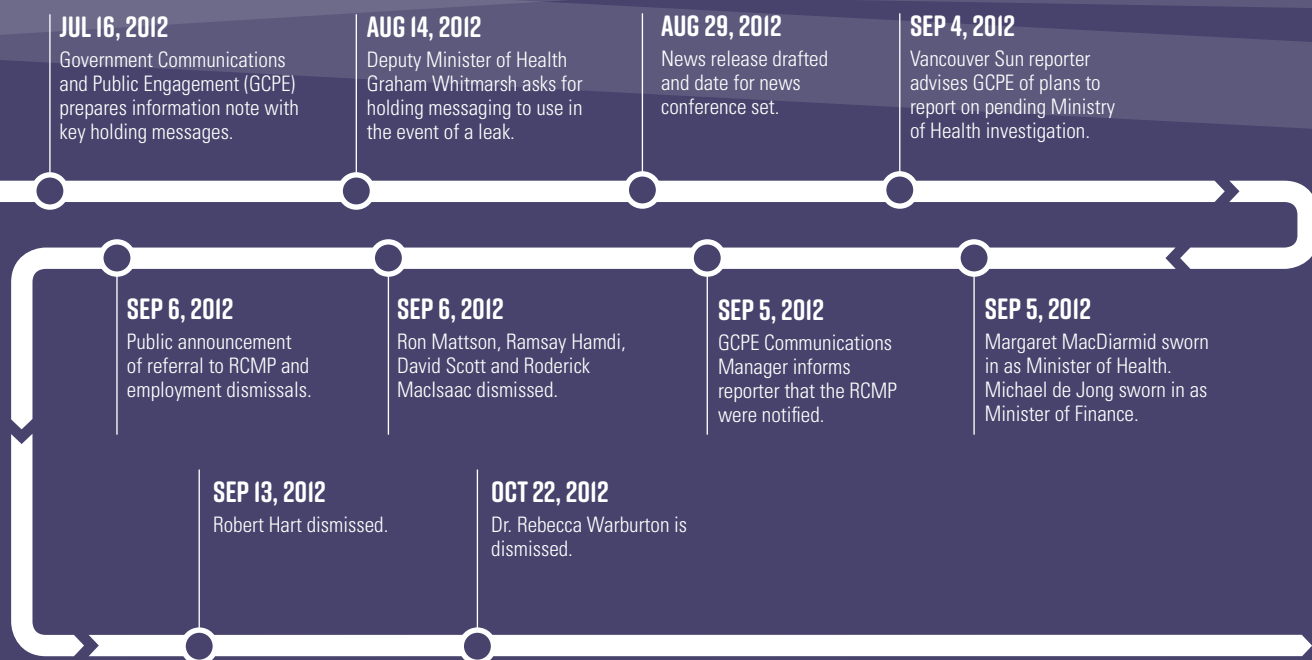 JUL 16, 2012
Government Communications
and Public Engagement (GCPE)
prepares information note with
key holding messages.
AUG 14, 2012
Deputy Minister of Health
Graham Whitmarsh asks for
holding messaging to use in
the event of a leak.
AUG 29, 2012
News release drafted
and date for news
conference set.
SEP 4, 2012
Vancouver Sun reporter
advises GCPE of plans to
report on pending Ministry
of Health investigation.
SEP 5, 2012
Margaret MacDiarmid sworn
in as Minister of Health.
Michael de Jong sworn in as
Minister of Finance.
SEP 5, 2012
GCPE Communications
Manager informs
reporter that the RCMP
were notified.
SEP 6, 2012
Ron Mattson, Ramsay Hamdi,
David Scott and Roderick
MacIsaac dismissed.
SEP 6, 2012
Public announcement
of referral to RCMP and
employment dismissals.
SEP 13, 2012
Robert Hart dismissed.
OCT 22, 2012
Dr. Rebecca Warburton is
dismissed.